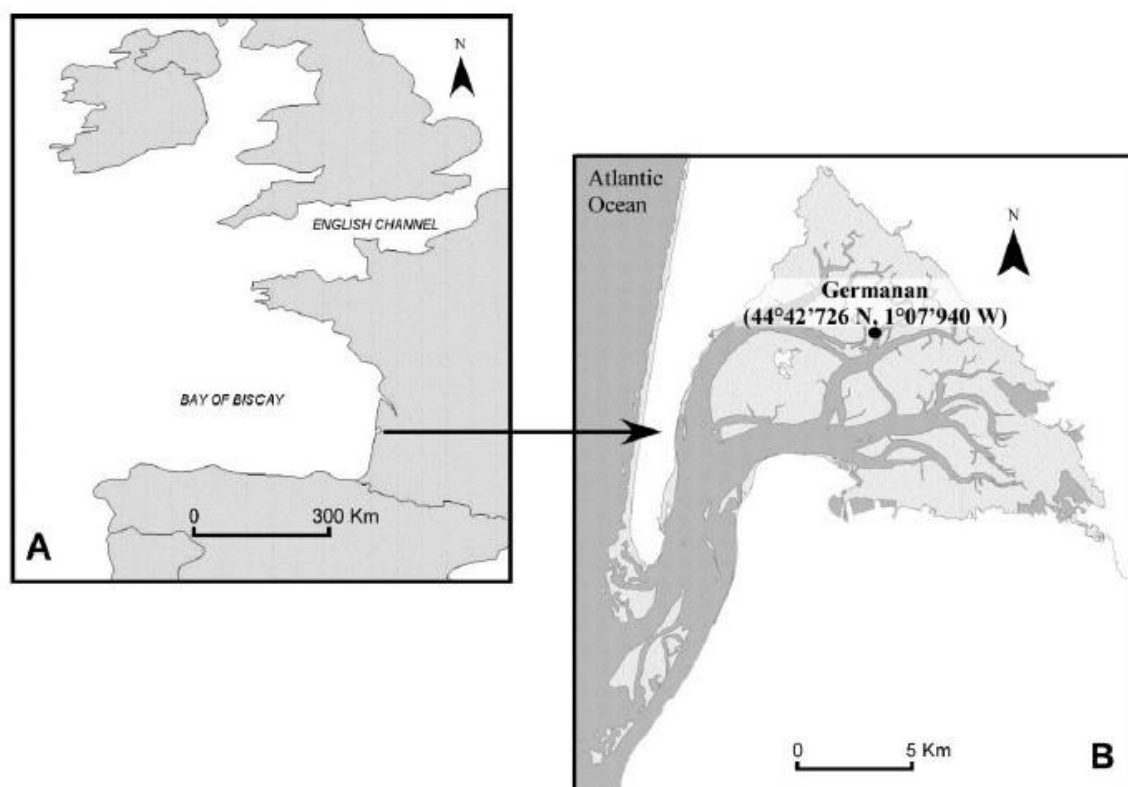 N
ENGLISH CHANNEL
BAY OF BISCAY
0 300 Km
A
Atlantic
Ocean
N
Germanan
(44°42'726 N, 1°07'940 W)
0 5 Km
B